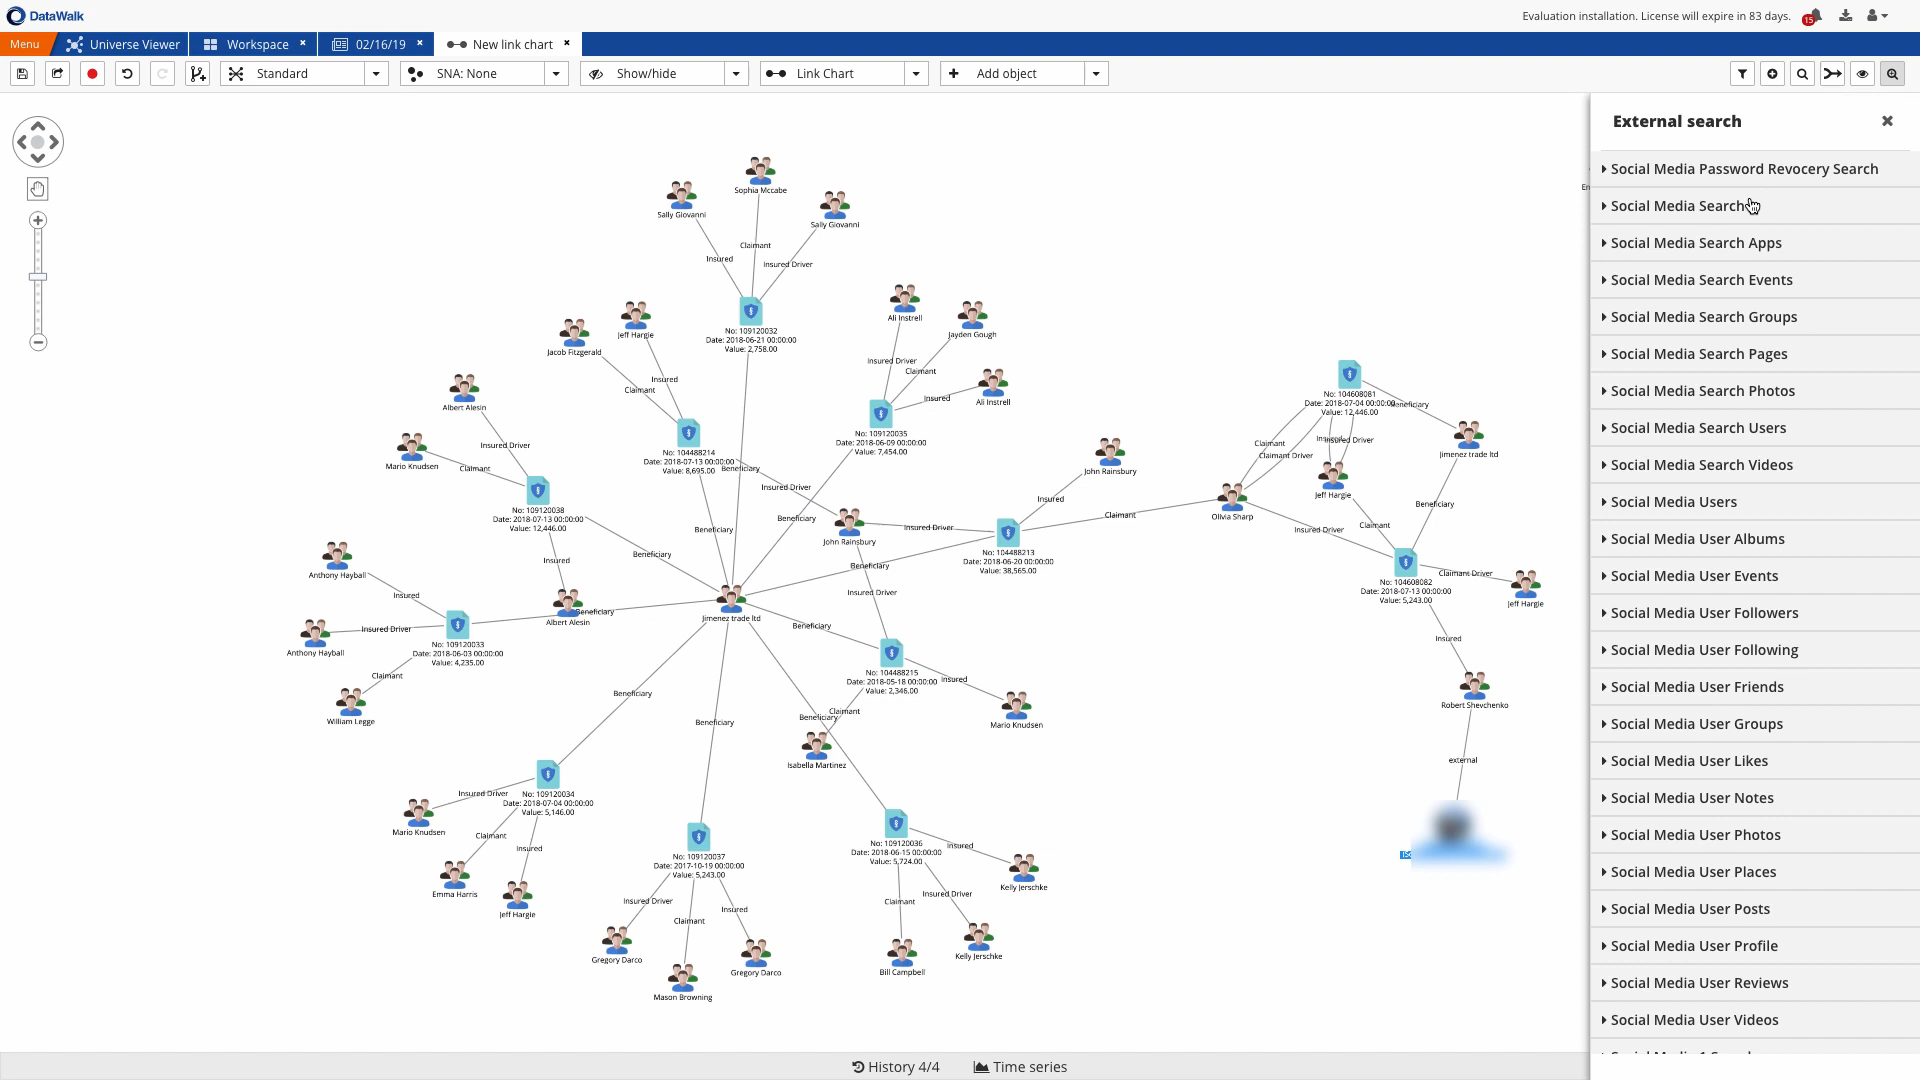 DataWalk
Evaluation installation. License will expire in 83 days.
15
Menu
Universe Viewer
Workspace
02/16/19
New link chart
Standard
SNA: None
Show/hide
Link Chart
Add object
External search
Social Media Password Revocery Search
Social Media Search
Social Media Search Apps
Social Media Search Events
Social Media Search Groups
Social Media Search Pages
Social Media Search Photos
Social Media Search Users
Social Media Search Videos
Social Media Users
Social Media User Albums
Social Media User Events
Social Media User Followers
Social Media User Following
Social Media User Friends
Social Media User Groups
Social Media User Likes
Social Media User Notes
Social Media User Photos
Social Media User Places
Social Media User Posts
Social Media User Profile
Social Media User Reviews
Social Media User Videos
Sophia Mccabe
Sally Giovanni
Sally Giovanni
Claimant
Insured
Insured Driver
No: 109120032
Date: 2018-06-21 00:00:00
Value: 2,758.00
Jeff Hargie
Jacob Fitzgerald
Insured
Claimant
No: 104488214
Date: 2018-07-13 00:00:00
Value: 8,695.00
Beneficiary
Insured Driver
Beneficiary
Ali Instrell
Jayden Gough
Insured Driver
Claimant
Insured
Ali Instrell
No: 109120035
Date: 2018-06-09 00:00:00
Value: 7,454.00
Beneficiary
Albert Alesin
Insured Driver
Mario Knudsen
Claimant
No: 109120038
Date: 2018-07-13 00:00:00
Value: 12,446.00
Beneficiary
Insured
Albert Alesin
Beneficiary
John Rainsbury
Insured Driver
John Rainsbury
Insured
No: 104488213
Date: 2018-06-20 00:00:00
Value: 38,565.00
Beneficiary
Insured Driver
Claimant
Olivia Sharp
No: 104608081
Date: 2018-07-04 00:00:00
Value: 12,446.00
Beneficiary
Claimant
Claimant Driver
Insured Driver
Jeff Hargie
Jimenez trade ltd
Beneficiary
Insured Driver
Claimant
No: 104608082
Date: 2018-07-13 00:00:00
Value: 5,243.00
Claimant Driver
Jeff Hargie
Insured
Robert Shevchenko
external
Anthony Hayball
Insured
Anthony Hayball
Insured Driver
No: 109120033
Date: 2018-06-03 00:00:00
Value: 4,235.00
Claimant
William Legge
Jimenez trade ltd
Beneficiary
No: 104488215
Date: 2018-05-18 00:00:00
Value: 2,346.00
Insured
Mario Knudsen
Claimant
Isabella Martinez
Beneficiary
Beneficiary
Beneficiary
No: 109120034
Date: 2018-07-04 00:00:00
Value: 5,146.00
Insured Driver
Mario Knudsen
Claimant
Emma Harris
Insured
Jeff Hargie
No: 109120037
Date: 2017-10-19 00:00:00
Value: 5,243.00
Insured Driver
Gregory Darco
Claimant
Mason Browning
Insured
Gregory Darco
No: 109120036
Date: 2018-06-15 00:00:00
Value: 5,724.00
Insured
Kelly Jerschke
Insured Driver
Kelly Jerschke
Claimant
Bill Campbell
History 4/4
Time series